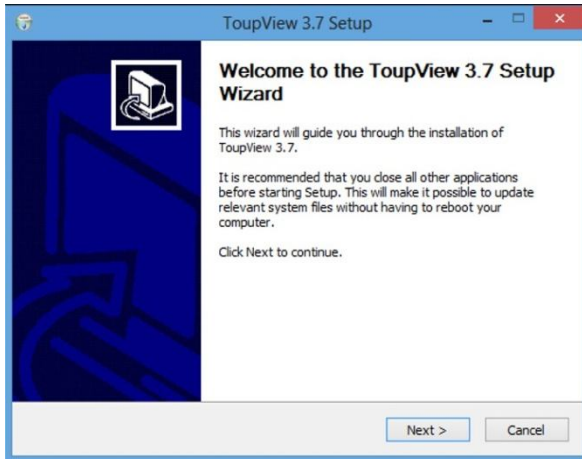 ToupView 3.7 Setup
Welcome to the ToupView 3.7 Setup
Wizard
This wizard will guide you through the installation of
ToupView 3.7.
It is recommended that you close all other applications
before starting Setup. This will make it possible to update
relevant system files without having to reboot your
computer.
Click Next to continue.
Next >
Cancel